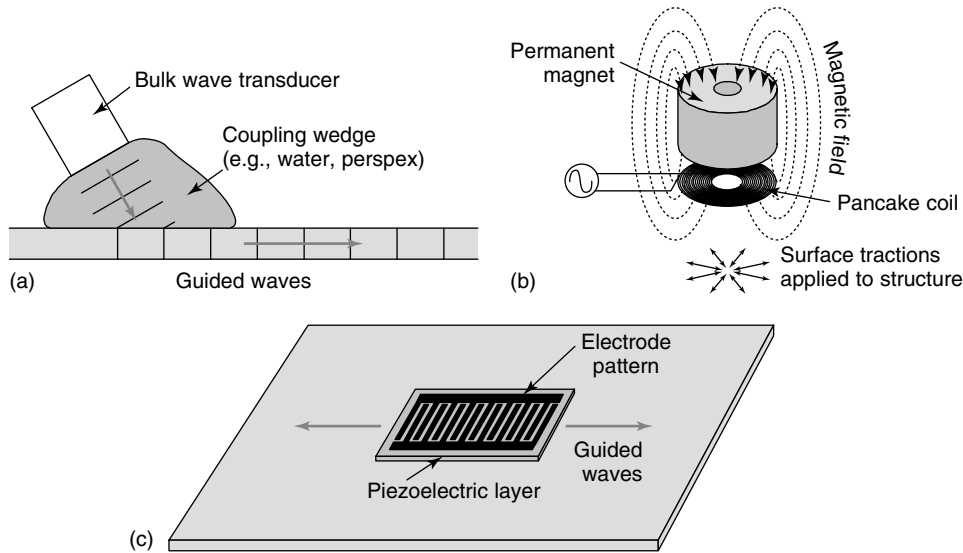 Bulk wave transducer
Coupling wedge
(e.g., water, perspex)
(a)
Guided waves
Permanent
magnet
Magnetic field
Pancake coil
Surface tractions
applied to structure
(b)
Electrode
pattern
Guided
waves
Piezoelectric layer
(c)